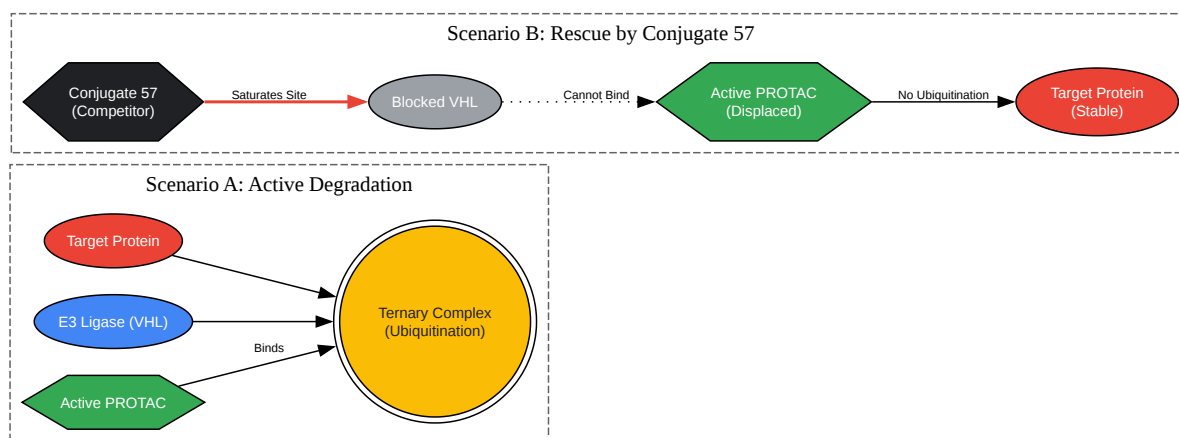 Scenario B: Rescue by Conjugate 57
Conjugate 57
(Competitor)
Saturates Site
Blocked VHL
Cannot Bind
Active PROTAC
(Displaced)
No Ubiquitination
Target Protein
(Stable)
Scenario A: Active Degradation
Target Protein
E3 Ligase (VHL)
Binds
Active PROTAC
Ternary Complex
(Ubiquitination)